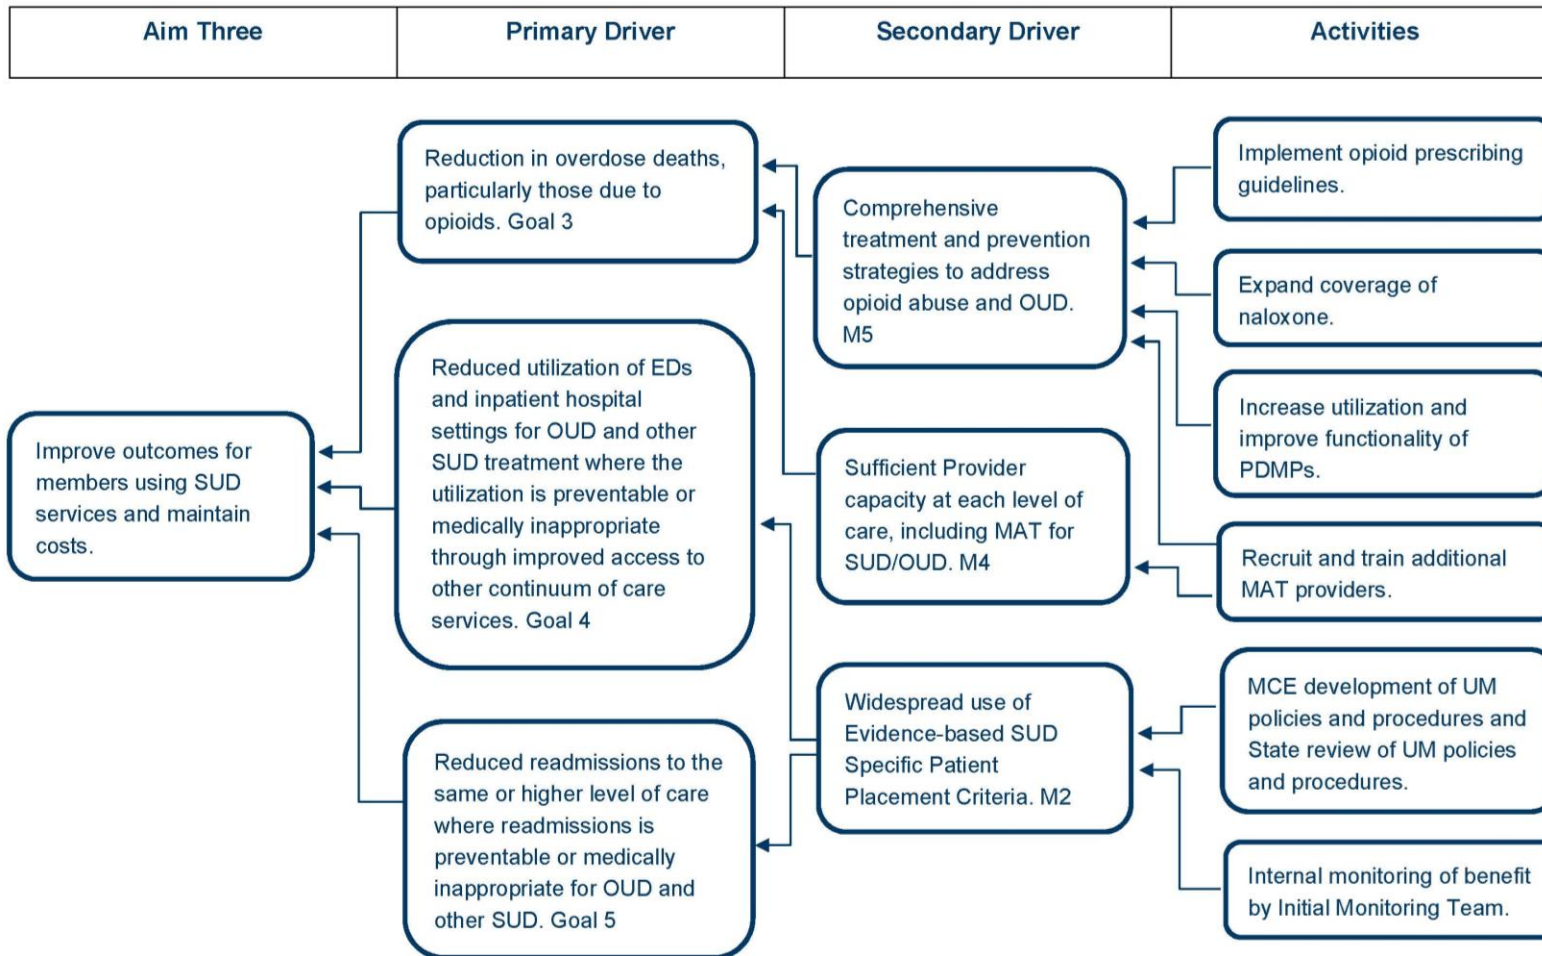 Aim Three
Primary Driver
Secondary Driver
Activities
Improve outcomes for
members using SUD
services and maintain
costs.
Reduction in overdose deaths,
particularly those due to
opioids. Goal 3
Reduced utilization of EDs
and inpatient hospital
settings for OUD and other
SUD treatment where the
utilization is preventable or
medically inappropriate
through improved access to
other continuum of care
services. Goal 4
Reduced readmissions to the
same or higher level of care
where readmissions is
preventable or medically
inappropriate for OUD and
other SUD. Goal 5
Comprehensive
treatment and prevention
strategies to address
opioid abuse and OUD.
M5
Sufficient Provider
capacity at each level of
care, including MAT for
SUD/OUD. M4
Widespread use of
Evidence-based SUD
Specific Patient
Placement Criteria. M2
Implement opioid prescribing
guidelines.
Expand coverage of
naloxone.
Increase utilization and
improve functionality of
PDMPs.
Recruit and train additional
MAT providers.
MCE development of UM
policies and procedures and
State review of UM policies
and procedures.
Internal monitoring of benefit
by Initial Monitoring Team.